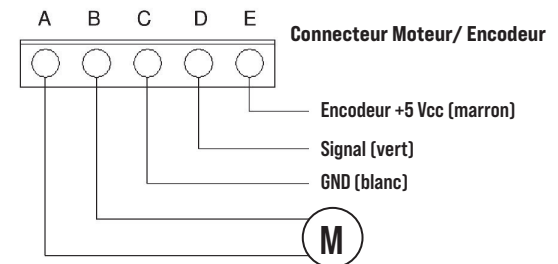 A B C D E
Connecteur Moteur/ Encodeur
Encodeur +5 Vcc (marron)
Signal (vert)
GND (blanc)
M